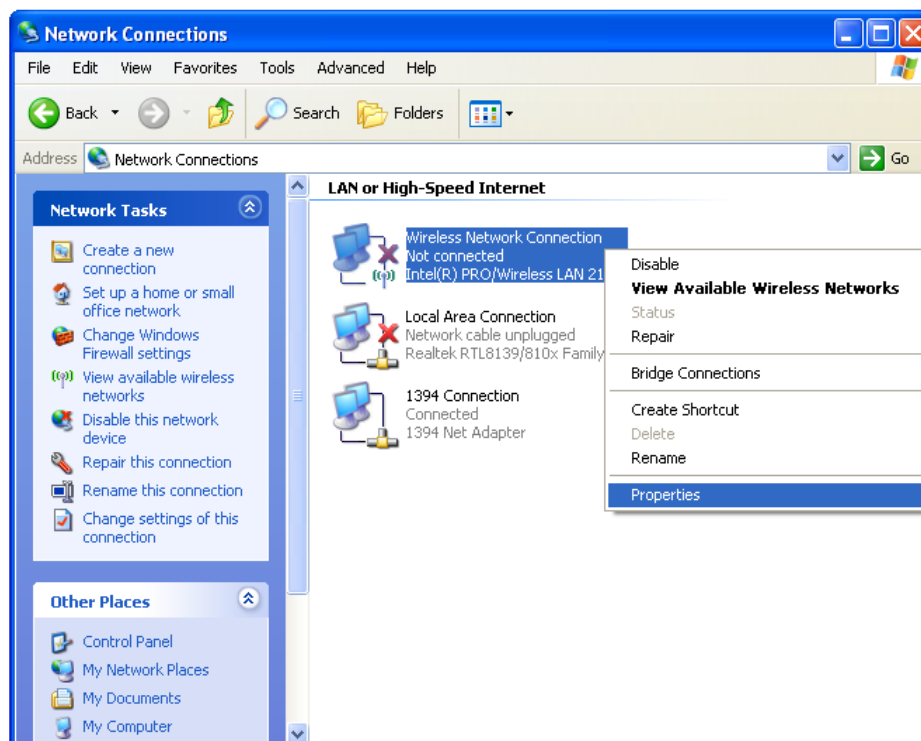 Network Connections
File Edit View Favorites Tools Advanced Help
Back Search Folders
Address Network Connections Go
Network Tasks
Create a new
connection
Set up a home or small
office network
Change Windows
Firewall settings
View available wireless
networks
Disable this network
device
Repair this connection
Rename this connection
Change settings of this
connection
Other Places
Control Panel
My Network Places
My Documents
My Computer
LAN or High-Speed Internet
Wireless Network Connection
Not connected
Intel(R) PRO/Wireless LAN 21
Local Area Connection
Network cable unplugged
Realtek RTL8139/810x Family
1394 Connection
Connected
1394 Net Adapter
Disable
View Available Wireless Networks
Status
Repair
Bridge Connections
Create Shortcut
Delete
Rename
Properties